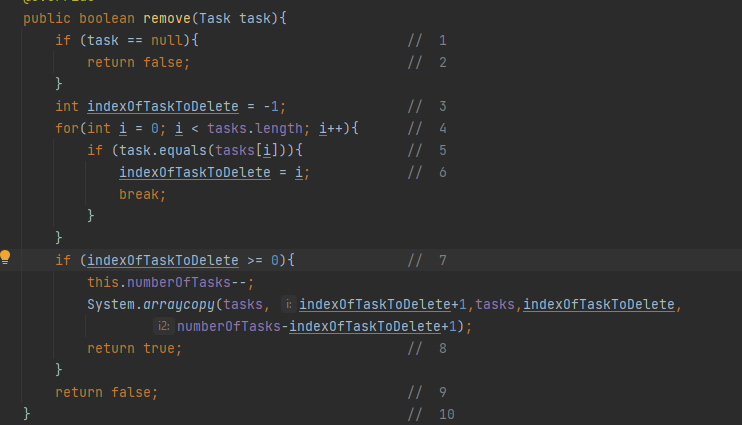 @Override
public boolean remove(Task task){
    if (task == null){                          //  1
        return false;                           //  2
    }
    int indexOfTaskToDelete = -1;               //  3
    for(int i = 0; i < tasks.length; i++){      //  4
        if (task.equals(tasks[i])){             //  5
            indexOfTaskToDelete = i;            //  6
            break;
        }
    }
    if (indexOfTaskToDelete >= 0){              //  7
        this.numberOfTasks--;
        System.arraycopy(tasks, i: indexOfTaskToDelete+1,tasks,indexOfTaskToDelete,
                i2: numberOfTasks-indexOfTaskToDelete+1);
        return true;                            //  8
    }
    return false;                               //  9
}                                               //  10